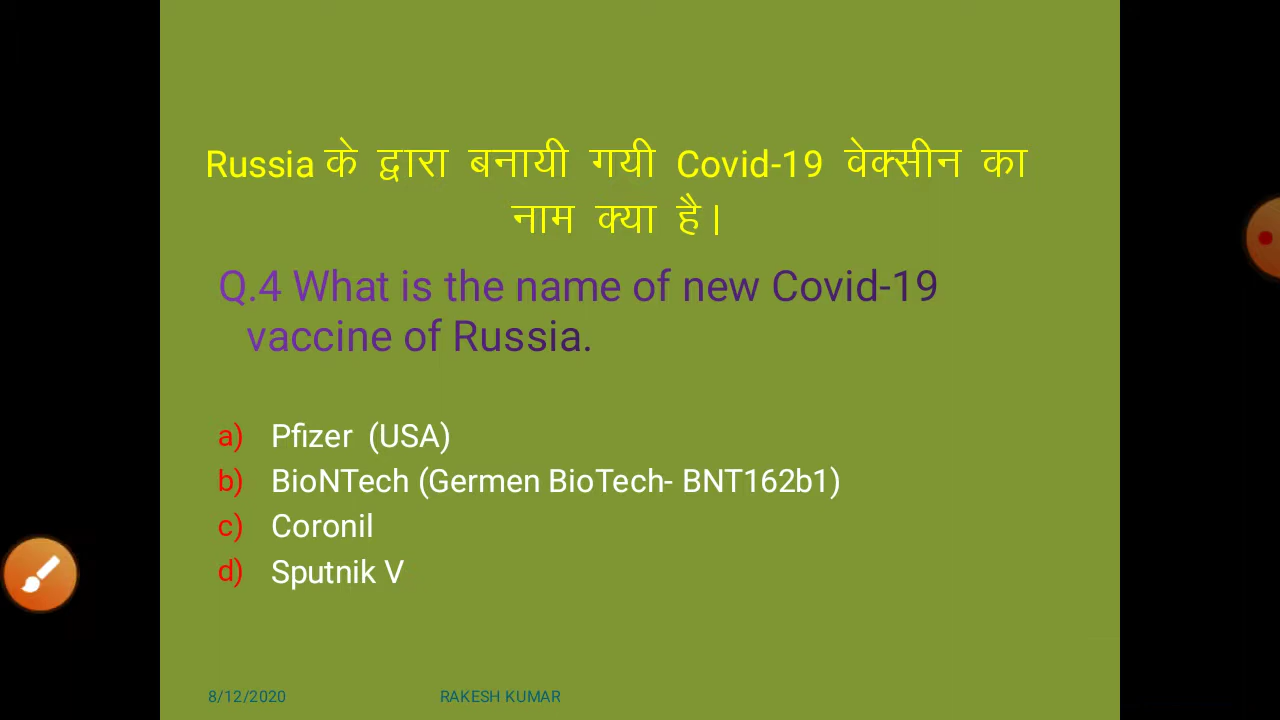 Russia के द्वारा बनायी गयी Covid-19 वेक्सीन का
नाम क्या है।
Q.4 What is the name of new Covid-19
vaccine of Russia.
a) Pfizer (USA)
b) BioNTech (Germen BioTech- BNT162b1)
c) Coronil
d) Sputnik V
8/12/2020 RAKESH KUMAR